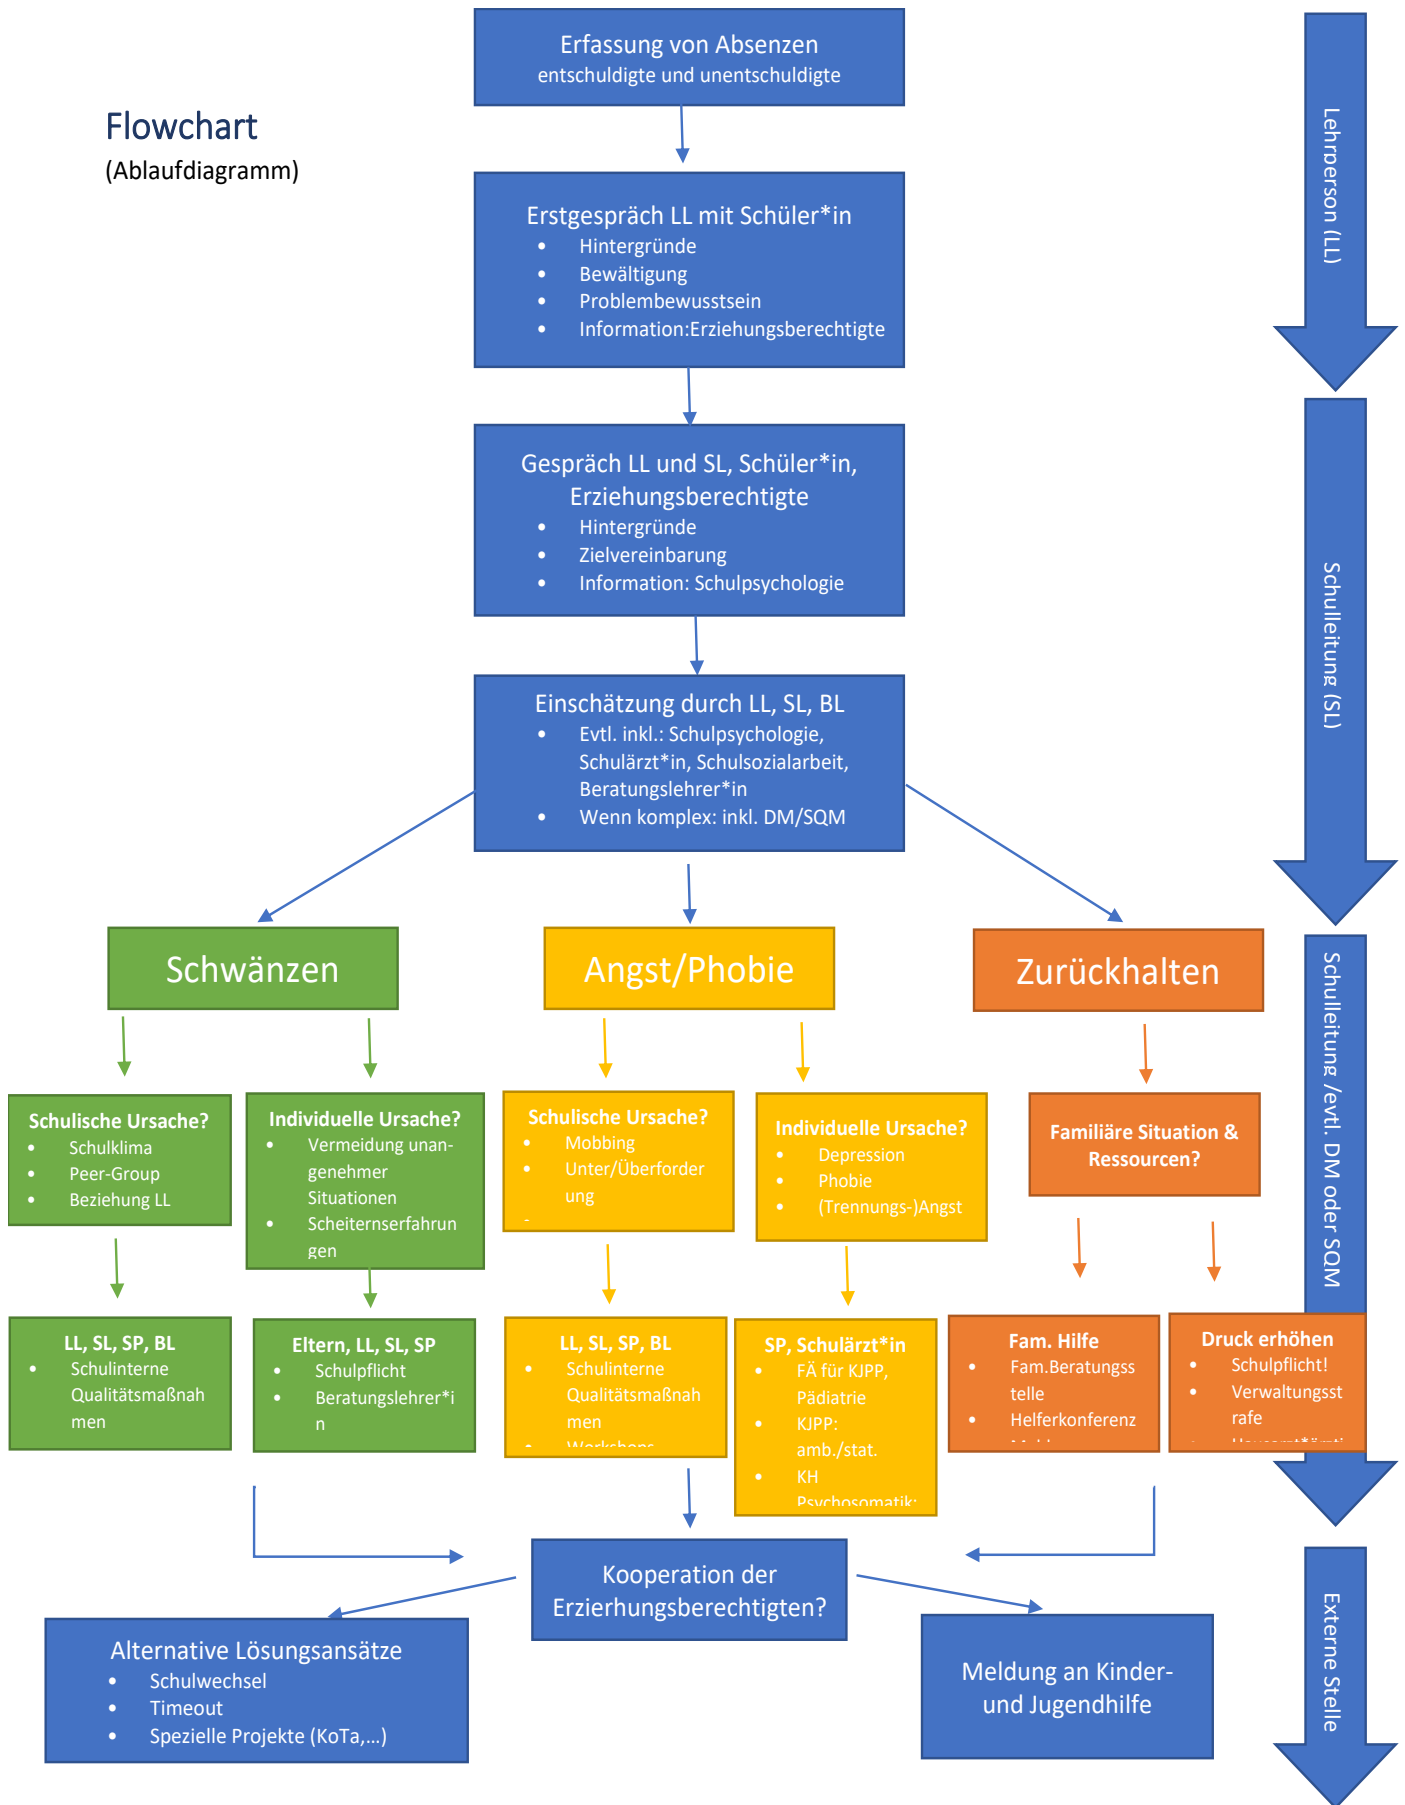 Erfassung von Absenzen
entschuldigte und unentschuldigte
Flowchart
(Ablaufdiagramm)
Erstgespräch LL mit Schüler*in
• Hintergründe
• Bewältigung
• Problembewusstsein
• Information:Erziehungsberechtigte
Lehrperson (LL)
Gespräch LL und SL, Schüler*in,
Erziehungsberechtigte
• Hintergründe
• Zielvereinbarung
• Information: Schulpsychologie
Schulleitung (SL)
Einschätzung durch LL, SL, BL
• Evtl. inkl.: Schulpsychologie,
Schulärzt*in, Schulsozialarbeit,
Beratungslehrer*in
• Wenn komplex: inkl. DM/SQM
Schwänzen
Angst/Phobie
Zurückhalten
Schulleitung /evtl. DM oder SQM
Schulische Ursache?
• Schulklima
• Peer-Group
• Beziehung LL
Individuelle Ursache?
• Vermeidung unan-
genehmer
Situationen
• Scheiternserfahrun
gen
Schulische Ursache?
• Mobbing
• Unter/Überforder
ung
Individuelle Ursache?
• Depression
• Phobie
• (Trennungs-)Angst
Familiäre Situation &
Ressourcen?
LL, SL, SP, BL
• Schulinterne
Qualitätsmaßnah
men
Eltern, LL, SL, SP
• Schulpflicht
• Beratungslehrer*i
n
LL, SL, SP, BL
• Schulinterne
Qualitätsmaßnah
men
• Workshops
SP, Schulärzt*in
• FÄ für KJPP,
Pädiatrie
• KJPP:
amb./stat.
• KH
Psychosomatik:
Fam. Hilfe
• Fam.Beratungss
telle
• Helferkonferenz
Druck erhöhen
• Schulpflicht!
• Verwaltungsst
rafe
Kooperation der
Erzierhungsberechtigten?
Alternative Lösungsansätze
• Schulwechsel
• Timeout
• Spezielle Projekte (KoTa,...)
Meldung an Kinder-
und Jugendhilfe
Externe Stelle